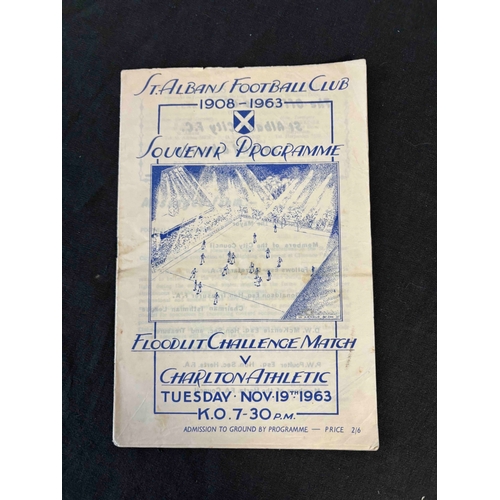 ST. ALBANS FOOTBALL CLUB
1908-1963
SOUVENIR PROGRAMME
FLOODLIT CHALLENGE MATCH
V
CHARLTON ATHLETIC
TUESDAY · NOV · 19TH 1963
K.O. 7-30 P.M.
ADMISSION TO GROUND BY PROGRAMME — PRICE 2/6